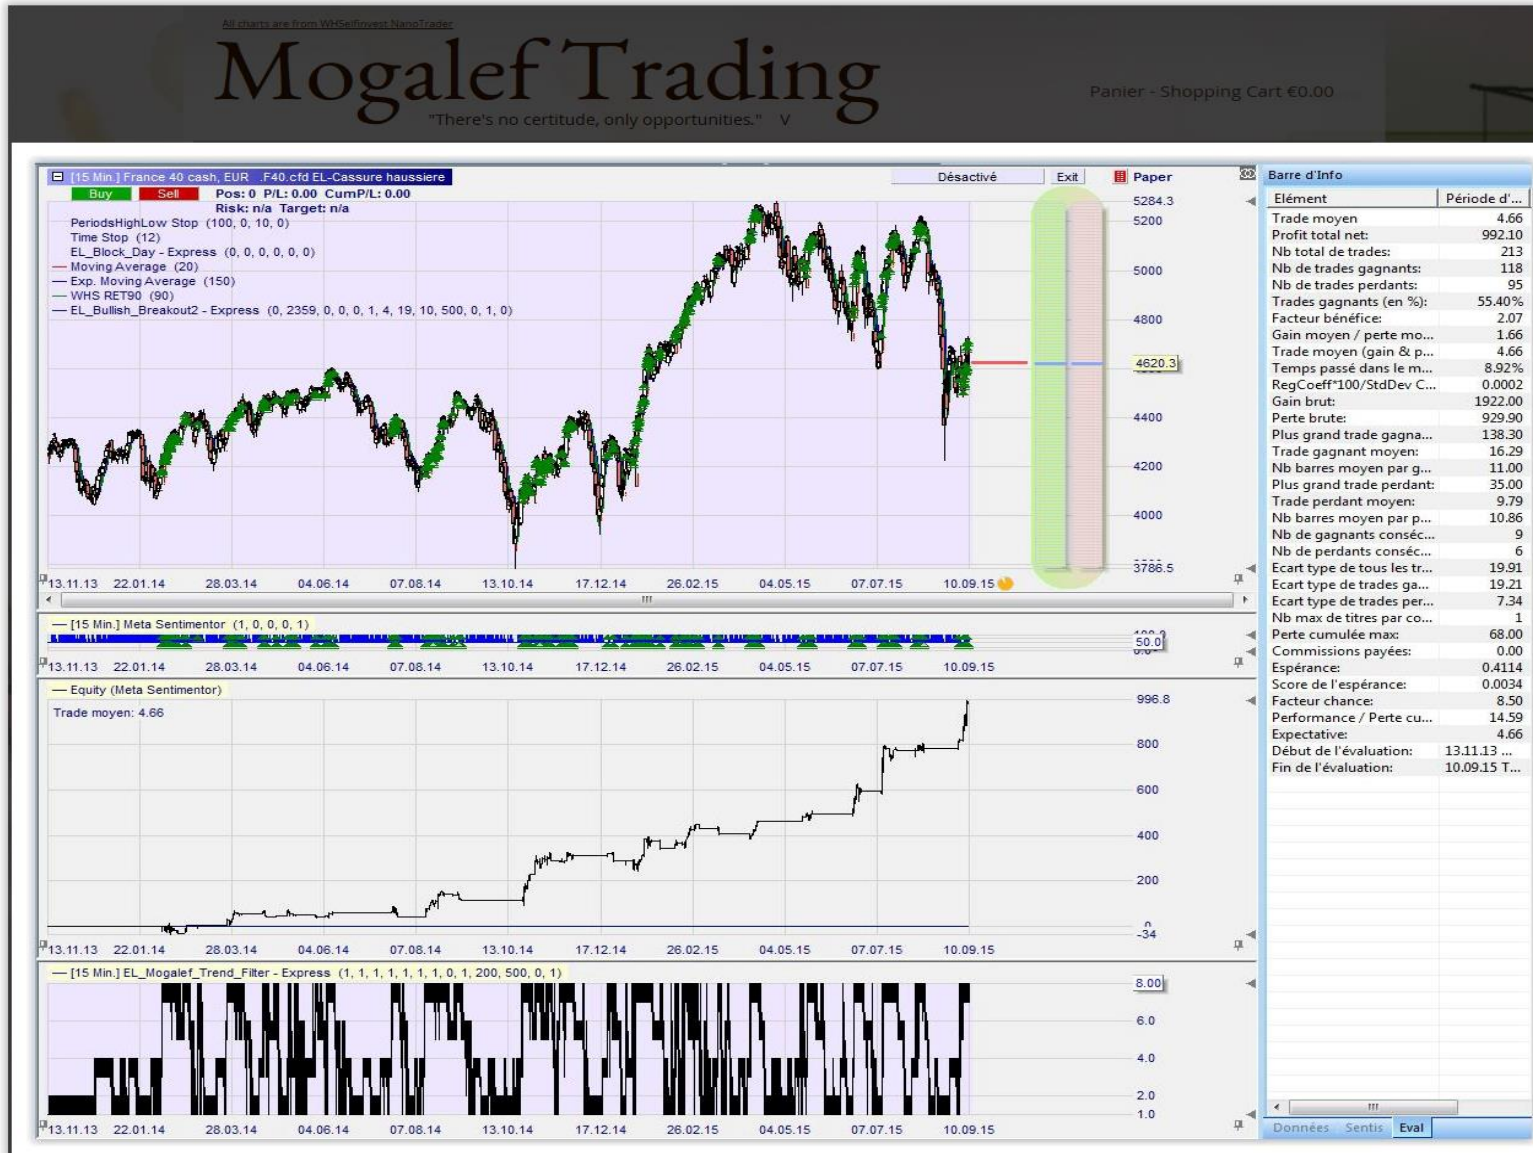 All charts are from WHSelfinvest NanoTrader
Mogalef Trading
"There's no certitude, only opportunities." V
Panier - Shopping Cart €0.00
[15 Min.] France 40 cash, EUR .F40.cfd EL-Cassure haussiere
Désactivé Exit Paper
Buy Sell Pos: 0 P/L: 0.00 CumP/L: 0.00
Risk: n/a Target: n/a
PeriodsHighLow Stop (100, 0, 10, 0)
Time Stop (12)
EL_Block_Day - Express (0, 0, 0, 0, 0, 0)
Moving Average (20)
Exp. Moving Average (150)
WHS RET90 (90)
EL_Bullish_Breakout2 - Express (0, 2359, 0, 0, 0, 1, 4, 19, 10, 500, 0, 1, 0)
5284.3
5200
5000
4800
4620.3
4400
4200
4000
3786.5
13.11.13 22.01.14 28.03.14 04.06.14 07.08.14 13.10.14 17.12.14 26.02.15 04.05.15 07.07.15 10.09.15
[15 Min.] Meta Sentimentor (1, 0, 0, 0, 1)
50.0
13.11.13 22.01.14 28.03.14 04.06.14 07.08.14 13.10.14 17.12.14 26.02.15 04.05.15 07.07.15 10.09.15
Equity (Meta Sentimentor)
Trade moyen: 4.66
996.8
800
600
400
200
0
-34
13.11.13 22.01.14 28.03.14 04.06.14 07.08.14 13.10.14 17.12.14 26.02.15 04.05.15 07.07.15 10.09.15
[15 Min.] EL_Mogalef_Trend_Filter - Express (1, 1, 1, 1, 1, 1, 1, 0, 1, 200, 500, 0, 1)
8.00
6.0
4.0
2.0
1.0
13.11.13 22.01.14 28.03.14 04.06.14 07.08.14 13.10.14 17.12.14 26.02.15 04.05.15 07.07.15 10.09.15
Barre d'Info
Elément Période d'...
Trade moyen 4.66
Profit total net: 992.10
Nb total de trades: 213
Nb de trades gagnants: 118
Nb de trades perdants: 95
Trades gagnants (en %): 55.40%
Facteur bénéfice: 2.07
Gain moyen / perte mo... 1.66
Trade moyen (gain & p... 4.66
Temps passé dans le m... 8.92%
RegCoeff*100/StdDev C... 0.0002
Gain brut: 1922.00
Perte brute: 929.90
Plus grand trade gagna... 138.30
Trade gagnant moyen: 16.29
Nb barres moyen par g... 11.00
Plus grand trade perdant: 35.00
Trade perdant moyen: 9.79
Nb barres moyen par p... 10.86
Nb de gagnants conséc... 9
Nb de perdants conséc... 6
Ecart type de tous les tr... 19.91
Ecart type de trades ga... 19.21
Ecart type de trades per... 7.34
Nb max de titres par co... 1
Perte cumulée max: 68.00
Commissions payées: 0.00
Espérance: 0.4114
Score de l'espérance: 0.0034
Facteur chance: 8.50
Performance / Perte cu... 14.59
Expectative: 4.66
Début de l'évaluation: 13.11.13 ...
Fin de l'évaluation: 10.09.15 T...
Données Sentis Eval